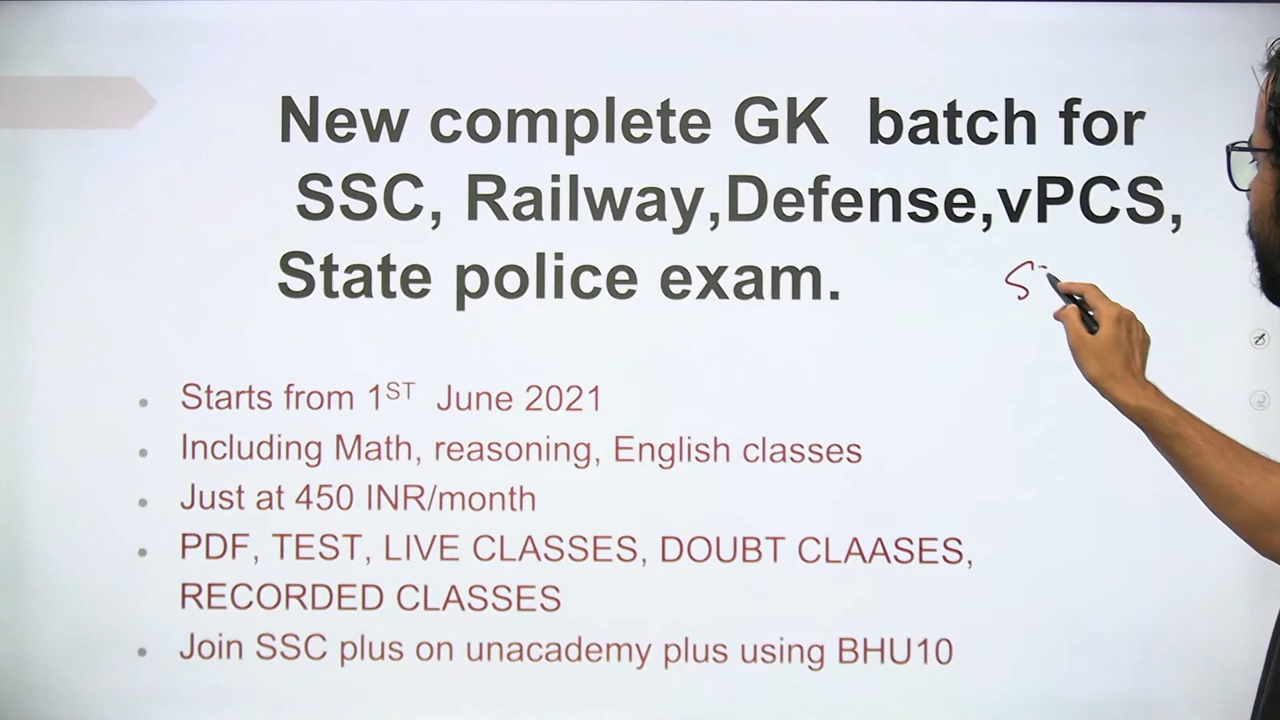 New complete GK batch for
SSC, Railway,Defense,vPCS,
State police exam.
S
Starts from 1ST June 2021
Including Math, reasoning, English classes
Just at 450 INR/month
PDF, TEST, LIVE CLASSES, DOUBT CLAASES,
RECORDED CLASSES
Join SSC plus on unacademy plus using BHU10